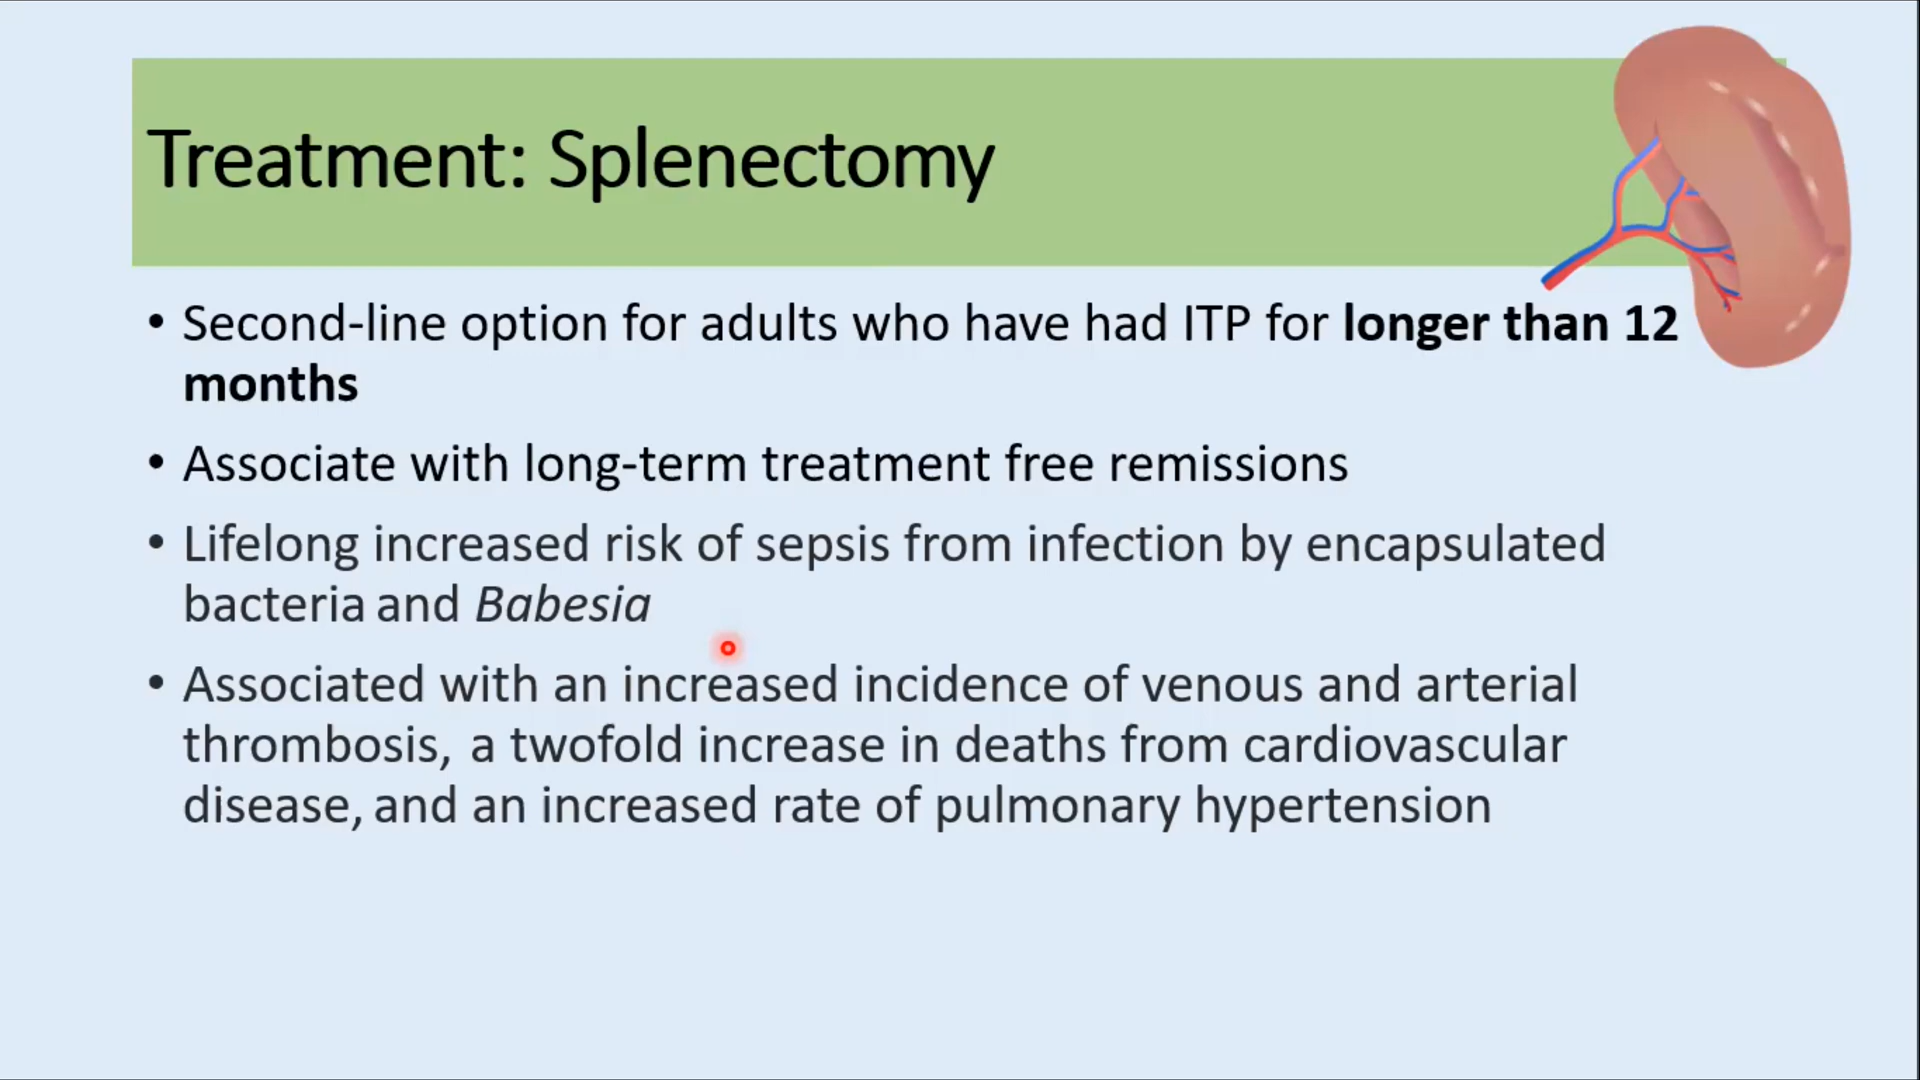 Treatment: Splenectomy
• Second-line option for adults who have had ITP for longer than 12
months
• Associate with long-term treatment free remissions
• Lifelong increased risk of sepsis from infection by encapsulated
bacteria and Babesia
• Associated with an increased incidence of venous and arterial
thrombosis, a twofold increase in deaths from cardiovascular
disease, and an increased rate of pulmonary hypertension